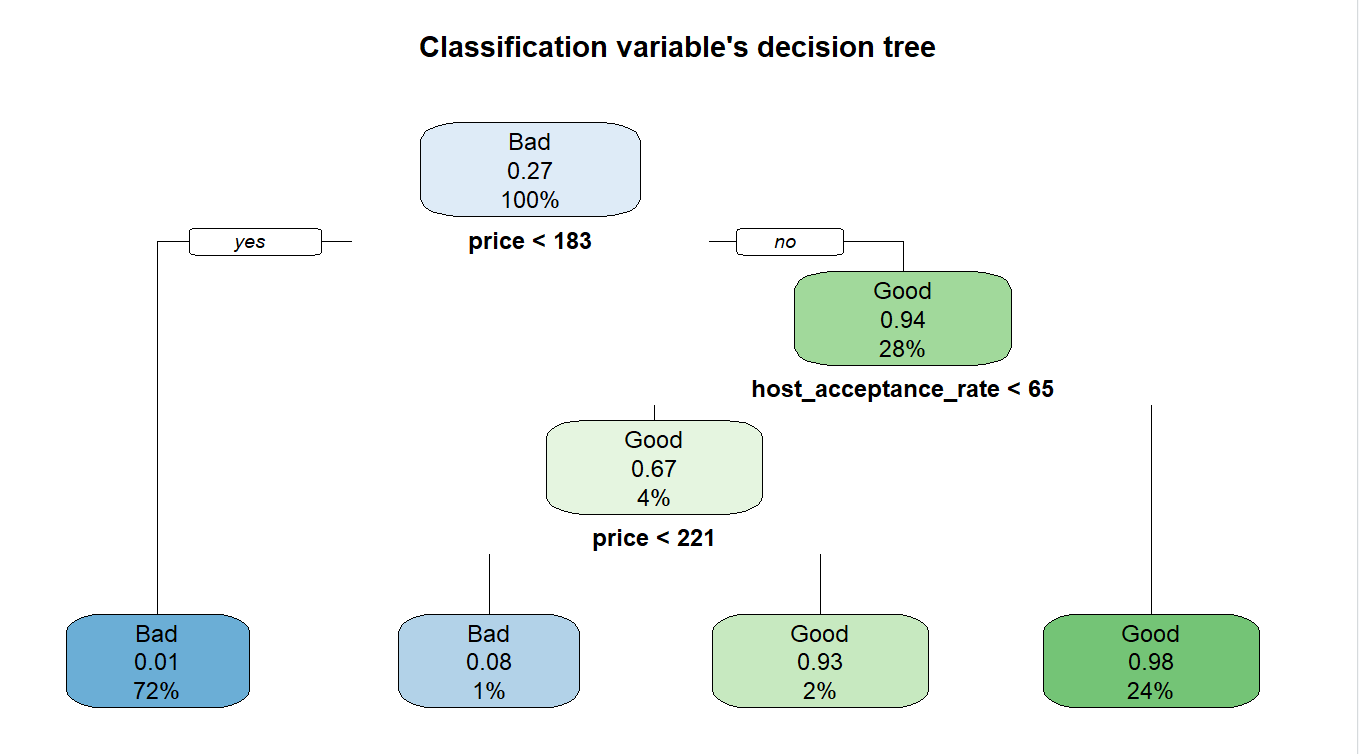 Classification variable's decision tree
Bad
0.27
100%
yes
price < 183
no
Good
0.94
28%
host_acceptance_rate < 65
Good
0.67
4%
price < 221
Bad
0.01
72%
Bad
0.08
1%
Good
0.93
2%
Good
0.98
24%